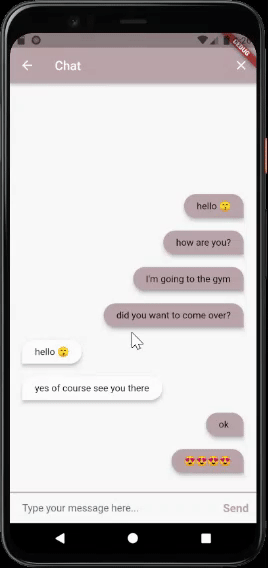 DEBUG
Chat
hello 😙
how are you?
I'm going to the gym
did you want to come over?
hello 😙
yes of course see you there
ok
😍😍😍😍
Type your message here...
Send